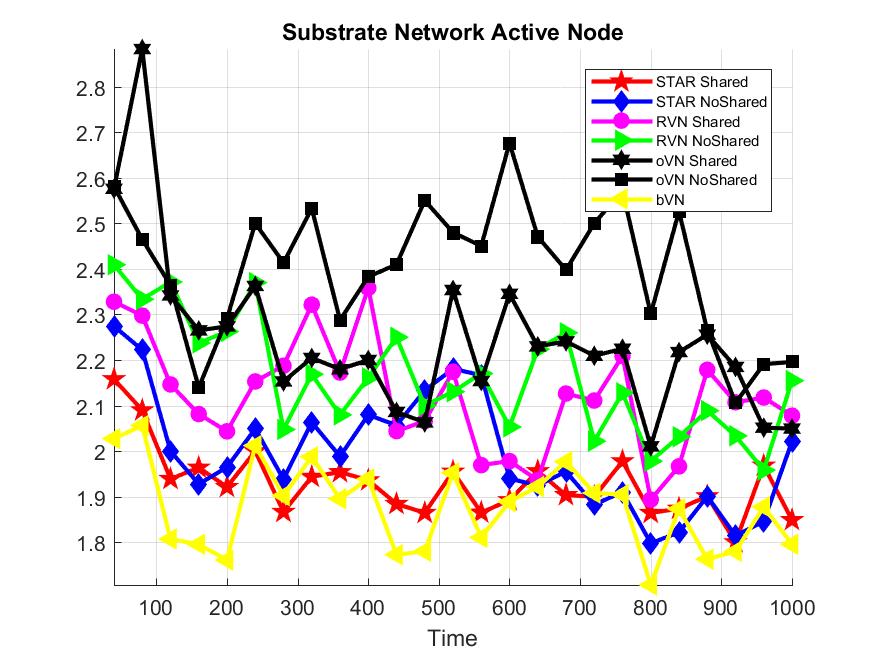 Substrate Network Active Node
STAR Shared
STAR NoShared
RVN Shared
RVN NoShared
oVN Shared
oVN NoShared
bVN
2.8
2.7
2.6
2.5
2.4
2.3
2.2
2.1
2
1.9
1.8
100 200 300 400 500 600 700 800 900 1000
Time